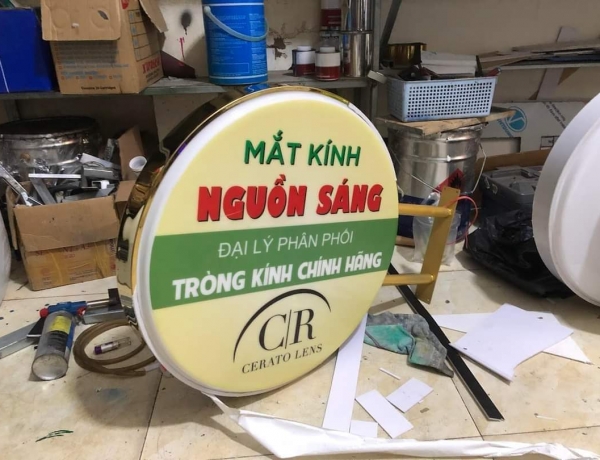 MẮT KÍNH
NGUỒN SÁNG
ĐẠI LÝ PHÂN PHỐI
TRÒNG KÍNH CHÍNH HÃNG
C|R
CERATO LENS